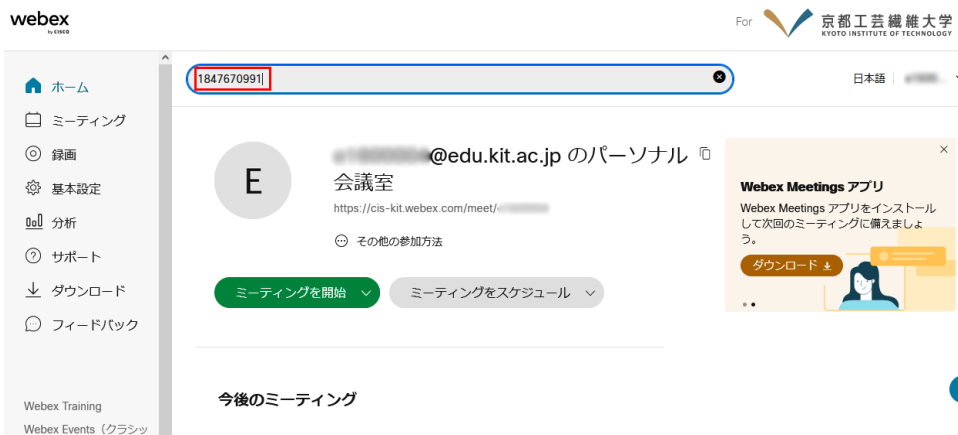 webex
by CISCO
For 京都工芸繊維大学
KYOTO INSTITUTE OF TECHNOLOGY
1847670991
日本語
ホーム
ミーティング
録画
基本設定
分析
サポート
ダウンロード
フィードバック
Webex Training
Webex Events（クラシッ
E
@edu.kit.ac.jp のパーソナル
会議室
https://cis-kit.webex.com/meet/
その他の参加方法
ミーティングを開始
ミーティングをスケジュール
今後のミーティング
Webex Meetings アプリ
Webex Meetings アプリをインストール
して次回のミーティングに備えましょ
う。
ダウンロード